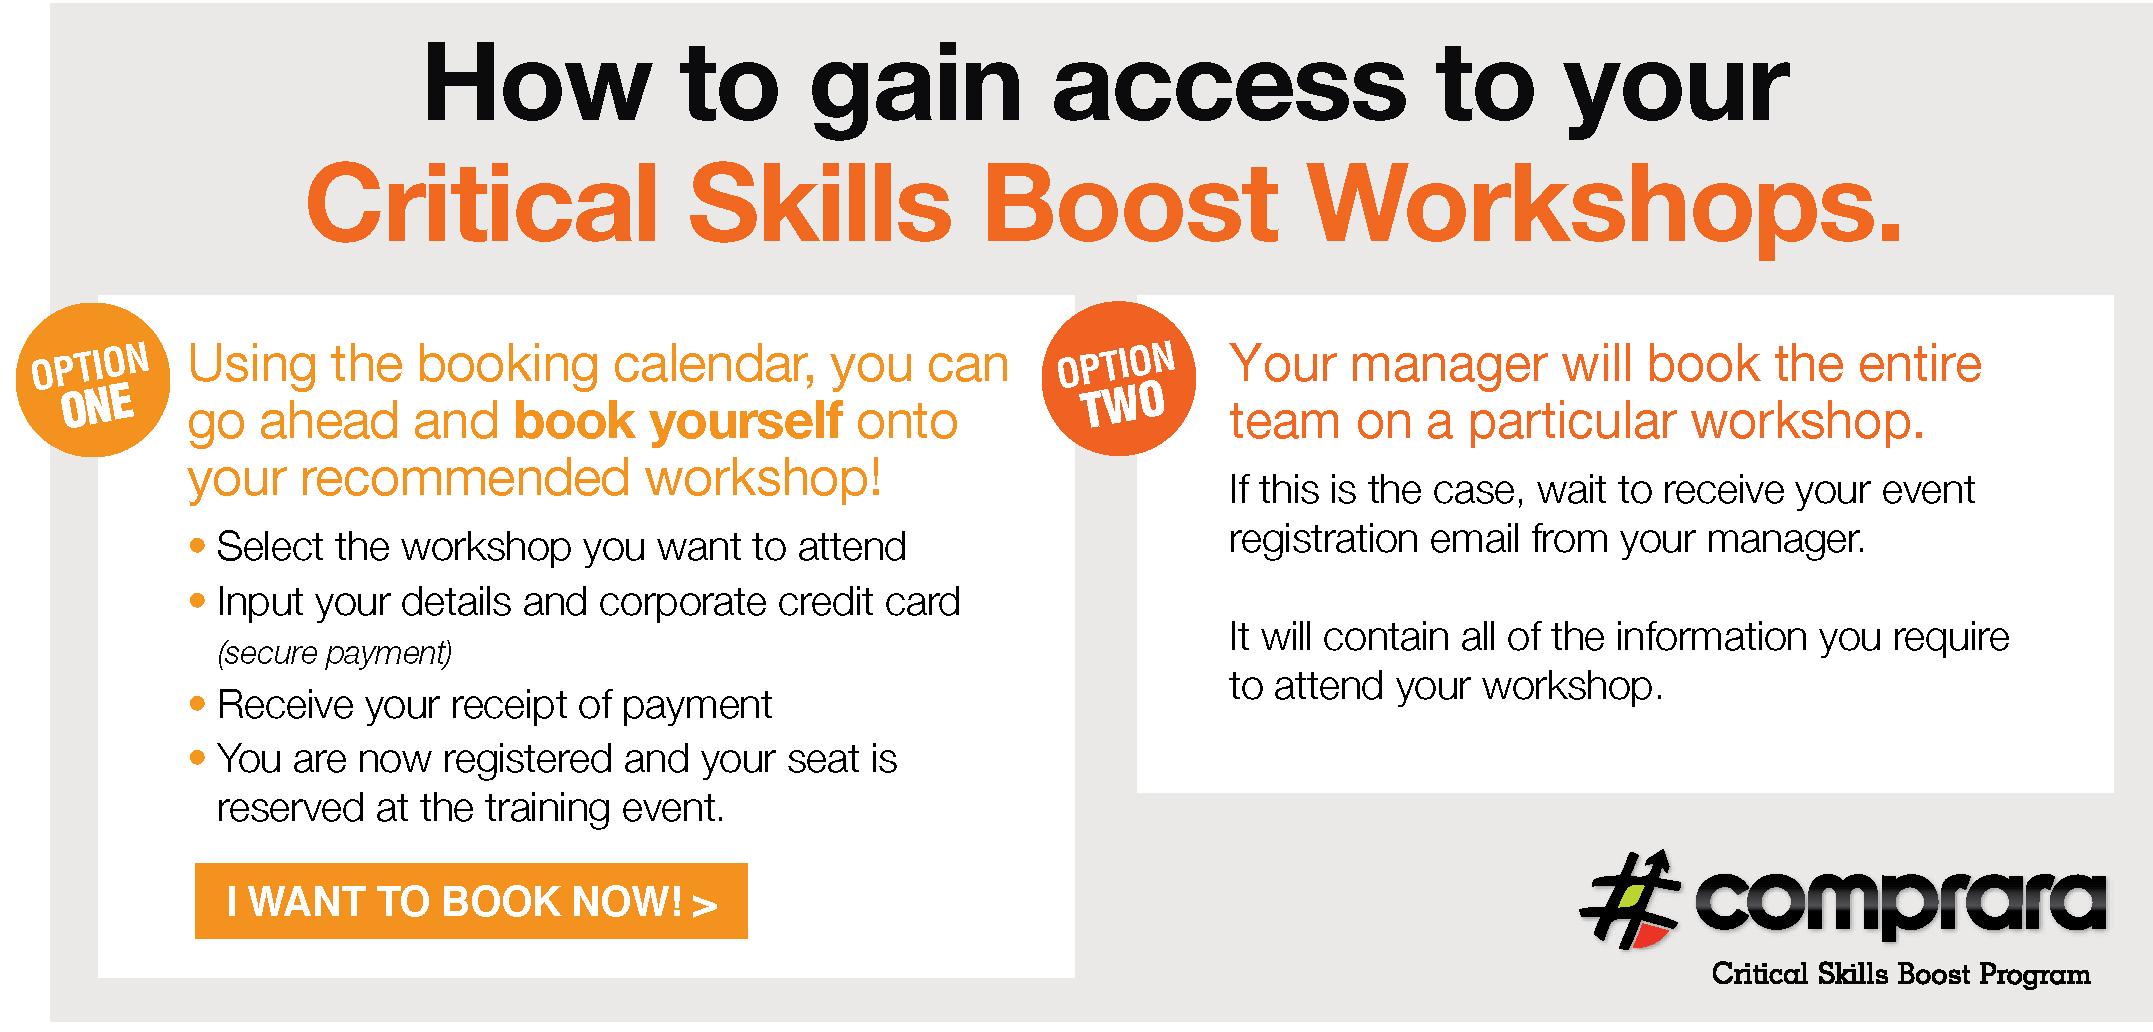 How to gain access to your
Critical Skills Boost Workshops.
OPTION
ONE
Using the booking calendar, you can
go ahead and book yourself onto
your recommended workshop!
• Select the workshop you want to attend
• Input your details and corporate credit card
(secure payment)
• Receive your receipt of payment
• You are now registered and your seat is
reserved at the training event.
I WANT TO BOOK NOW! >
OPTION
TWO
Your manager will book the entire
team on a particular workshop.
If this is the case, wait to receive your event
registration email from your manager.
It will contain all of the information you require
to attend your workshop.
comprara
Critical Skills Boost Program